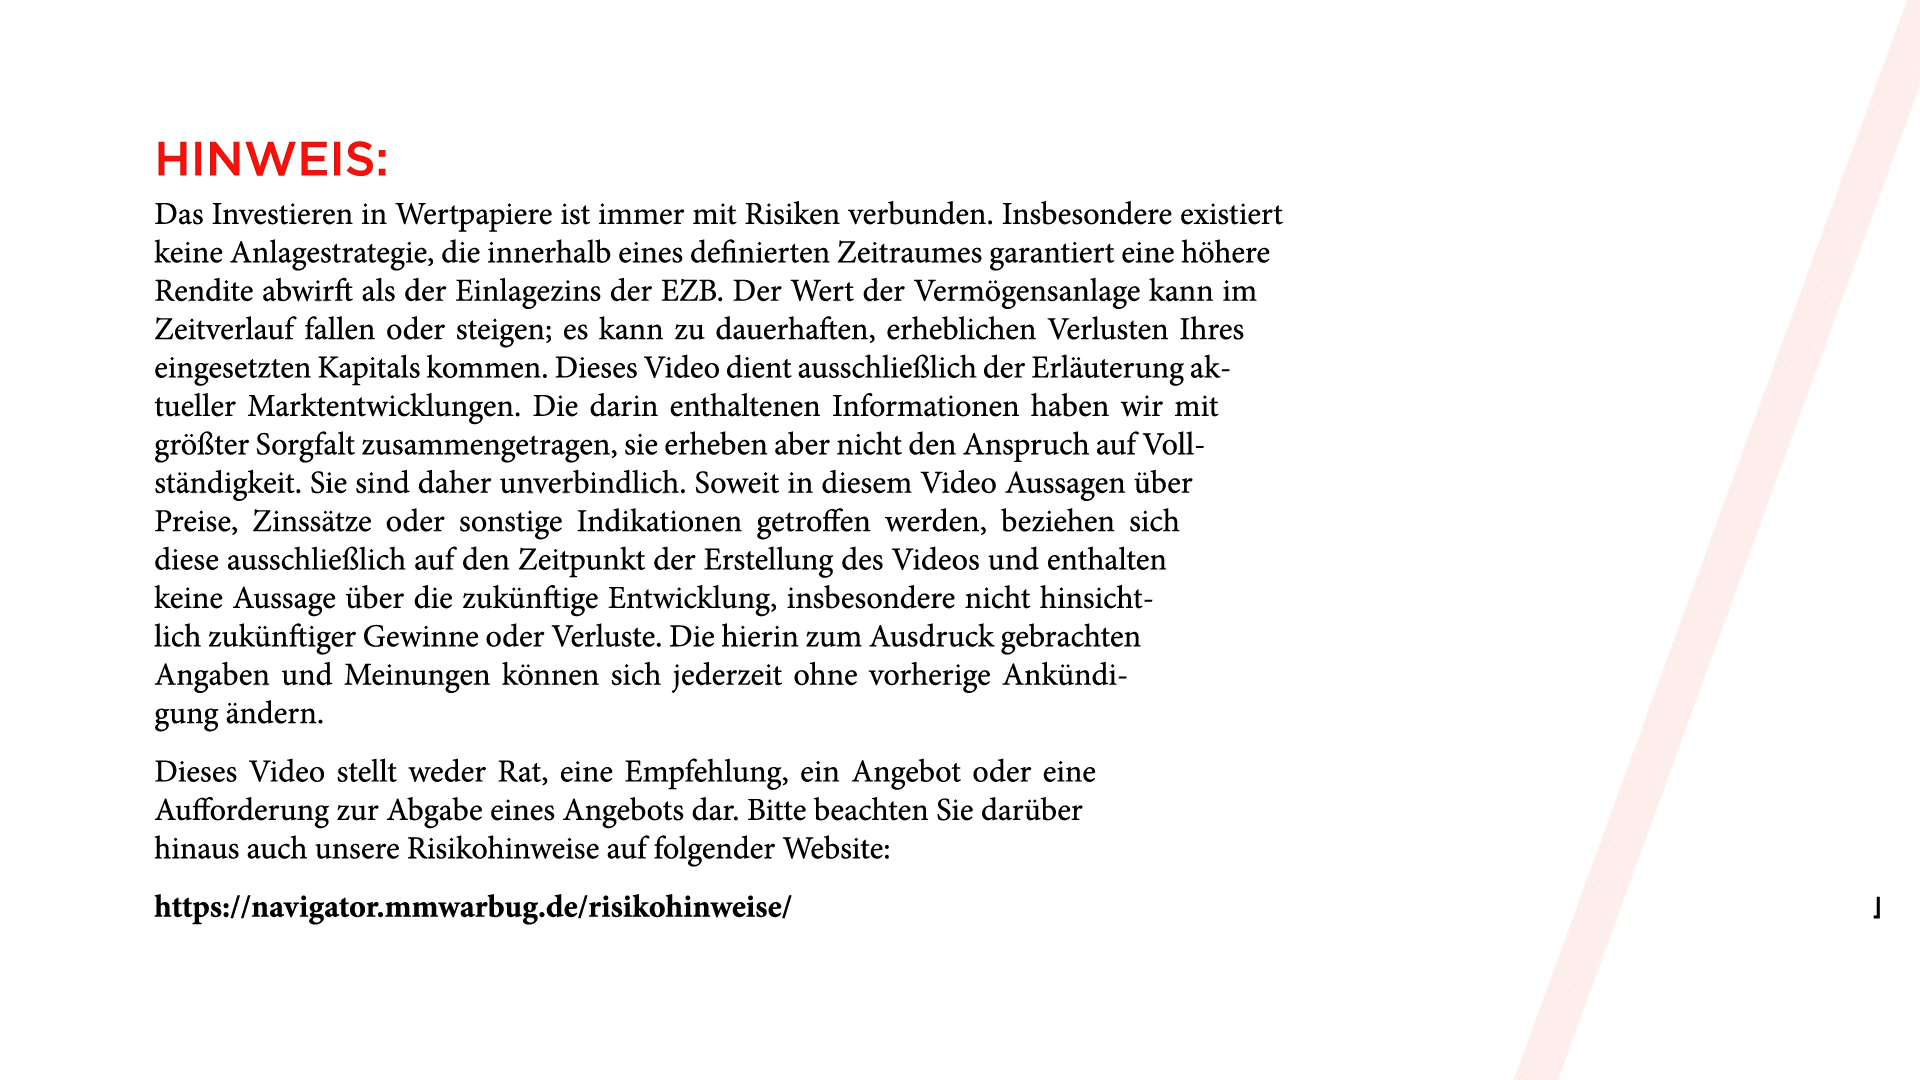 HINWEIS:
Das Investieren in Wertpapiere ist immer mit Risiken verbunden. Insbesondere existiert
keine Anlagestrategie, die innerhalb eines definierten Zeitraumes garantiert eine höhere
Rendite abwirft als der Einlagezins der EZB. Der Wert der Vermögensanlage kann im
Zeitverlauf fallen oder steigen; es kann zu dauerhaften, erheblichen Verlusten Ihres
eingesetzten Kapitals kommen. Dieses Video dient ausschließlich der Erläuterung ak-
tueller Marktentwicklungen. Die darin enthaltenen Informationen haben wir mit
größter Sorgfalt zusammengetragen, sie erheben aber nicht den Anspruch auf Voll-
ständigkeit. Sie sind daher unverbindlich. Soweit in diesem Video Aussagen über
Preise, Zinssätze oder sonstige Indikationen getroffen werden, beziehen sich
diese ausschließlich auf den Zeitpunkt der Erstellung des Videos und enthalten
keine Aussage über die zukünftige Entwicklung, insbesondere nicht hinsicht-
lich zukünftiger Gewinne oder Verluste. Die hierin zum Ausdruck gebrachten
Angaben und Meinungen können sich jederzeit ohne vorherige Ankündi-
gung ändern.
Dieses Video stellt weder Rat, eine Empfehlung, ein Angebot oder eine
Aufforderung zur Abgabe eines Angebots dar. Bitte beachten Sie darüber
hinaus auch unsere Risikohinweise auf folgender Website:
https://navigator.mmwarbug.de/risikohinweise/